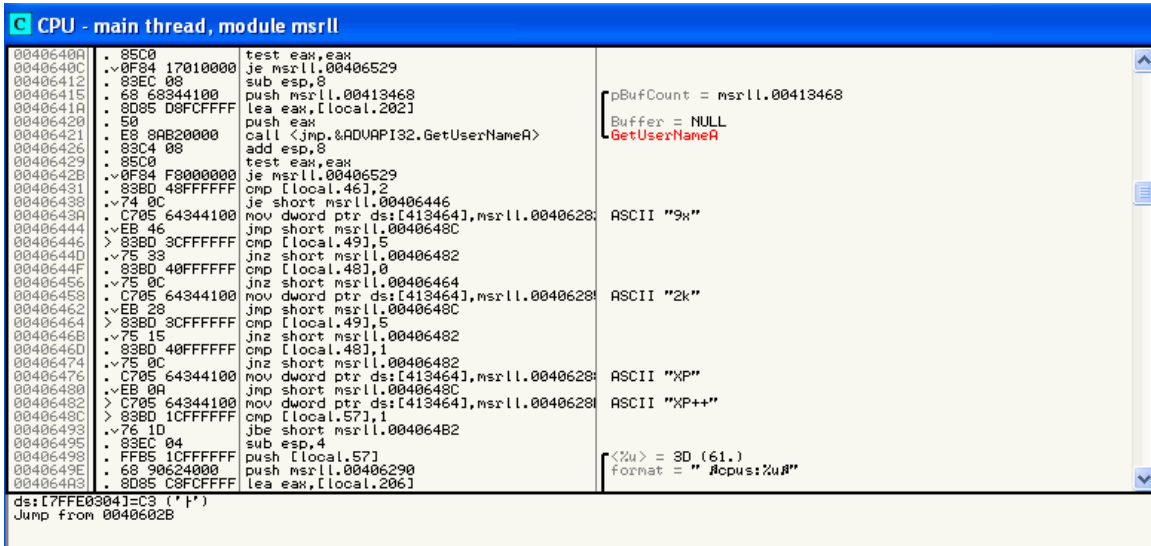 CPU - main thread, module msrll
0040640A . 85C0 test eax,eax
0040640C .v0F84 17010000 je msrll.00406529
00406412 . 83EC 08 sub esp,8
00406415 . 68 68344100 push msrll.00413468 pBufCount = msrll.00413468
0040641A . 8D85 D8FCFFFF lea eax,[local.202]
00406420 . 50 push eax Buffer = NULL
00406421 . E8 8AB20000 call <jmp.&ADVAPI32.GetUserNameA> GetUserNameA
00406426 . 83C4 08 add esp,8
00406429 . 85C0 test eax,eax
0040642B .v0F84 F8000000 je msrll.00406529
00406431 . 83BD 48FFFFFF cmp [local.46],2
00406438 .v74 0C je short msrll.00406446
0040643A . C705 64344100 mov dword ptr ds:[413464],msrll.0040628 ASCII "9x"
00406444 .vEB 46 jmp short msrll.0040648C
00406446 > 83BD 3CFFFFFF cmp [local.49],5
0040644D .v75 33 jnz short msrll.00406482
0040644F . 83BD 40FFFFFF cmp [local.48],0
00406456 .v75 0C jnz short msrll.00406464
00406458 . C705 64344100 mov dword ptr ds:[413464],msrll.0040628 ASCII "2k"
00406462 .vEB 28 jmp short msrll.0040648C
00406464 > 83BD 3CFFFFFF cmp [local.49],5
0040646B .v75 15 jnz short msrll.00406482
0040646D . 83BD 40FFFFFF cmp [local.48],1
00406474 .v75 0C jnz short msrll.00406482
00406476 . C705 64344100 mov dword ptr ds:[413464],msrll.0040628 ASCII "XP"
00406480 .vEB 0A jmp short msrll.0040648C
00406482 > C705 64344100 mov dword ptr ds:[413464],msrll.0040628 ASCII "XP++"
0040648C > 83BD 1CFFFFFF cmp [local.57],1
00406493 .v76 1D jbe short msrll.004064B2
00406495 . 83EC 04 sub esp,4
00406498 . FFB5 1CFFFFFF push [local.57] <%u> = 3D (61.)
0040649E . 68 90624000 push msrll.00406290 format = " cpus:%u"
004064A3 . 8D85 C8FCFFFF lea eax,[local.206]
ds:[7FFE0304]=C3 ('ト')
Jump from 0040602B